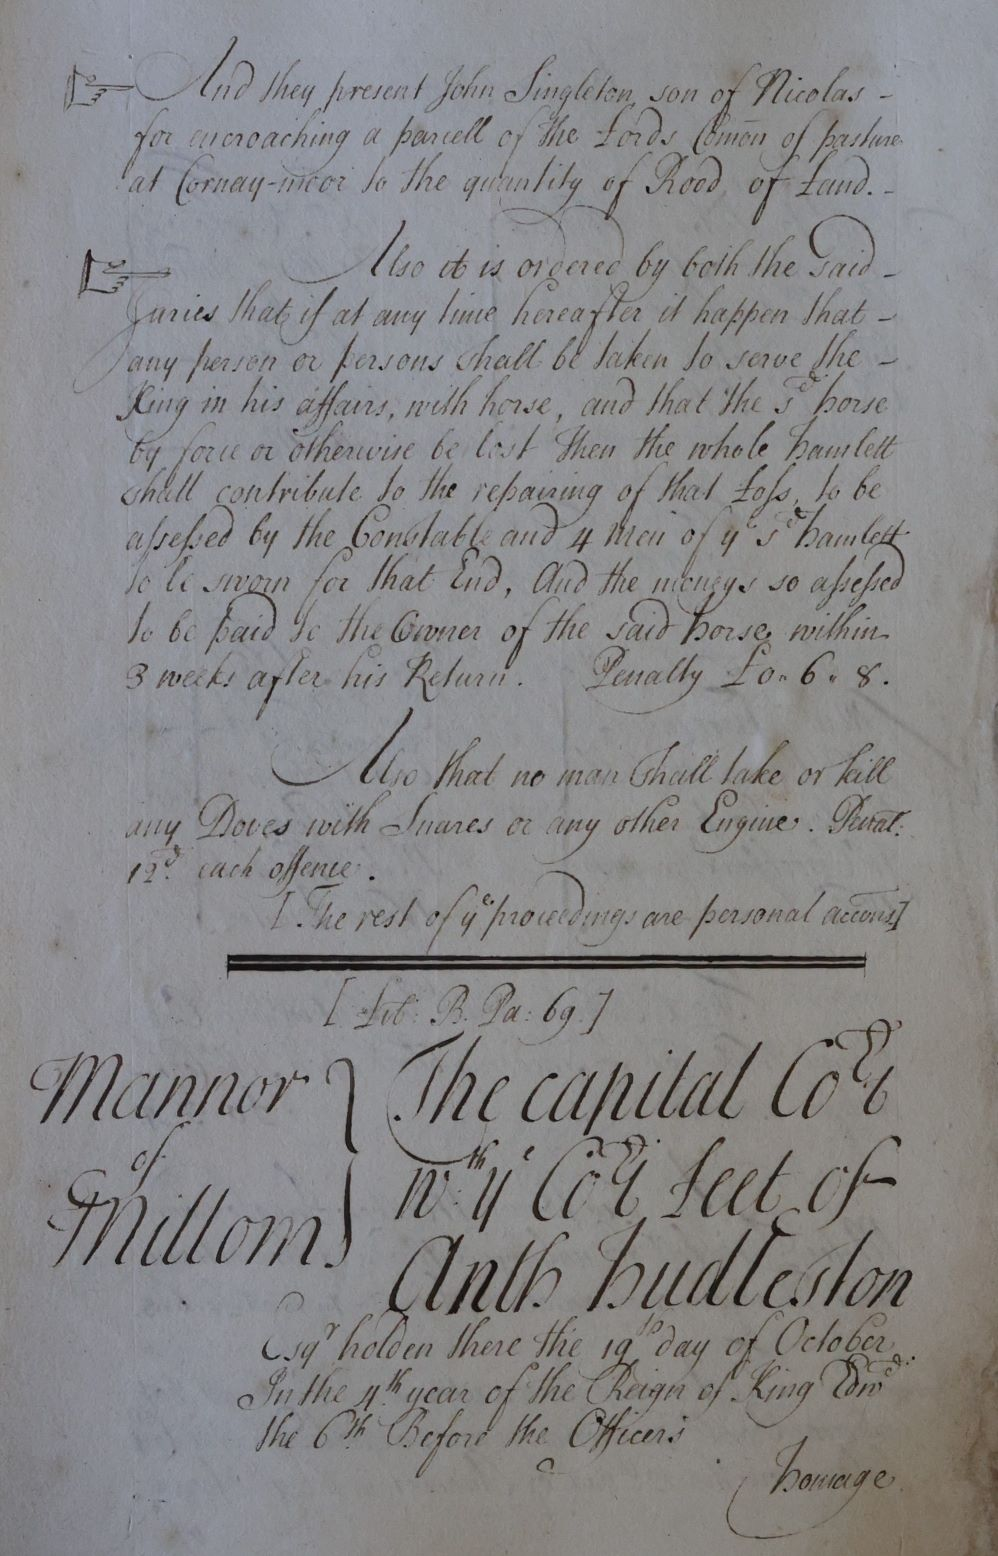 And they present John Singleton son of Nicolas -
for encroaching a parcell of the Lords Comon of pasture
at Cornay-moor to the quantity of Rood of Land. -
Also it is ordered by both the said -
Juries that if at any time hereafter it happen that -
any person or persons shall be taken to serve the -
King in his affairs, with horse, and that the sd horse
by force or otherwise be lost Then the whole hamlett
shall contribute to the repairing of that Loss, to be
assessed by the Constable and 4 Men of ye sd hamlett
to be sworn for that End, And the moneys so assessed
to be paid to the Owner of the said horse within
3 weeks after his Return. Penalty £0„ 6„ 8.
Also that no man shall take or kill
any Doves with Snares or any other Engine. Penal:
12d. each offence.
[ The rest of ye proceedings are personal accons]
[ Lib: B. Pa: 69. ]
Mannor
of
Millom
The capital Cort
wth ye Cort Leet of
Anth Hudleston
Esqr holden there the 19th day of October
In the 4th year of the Reign of King Edwd:
the 6th Before the Officers
homage